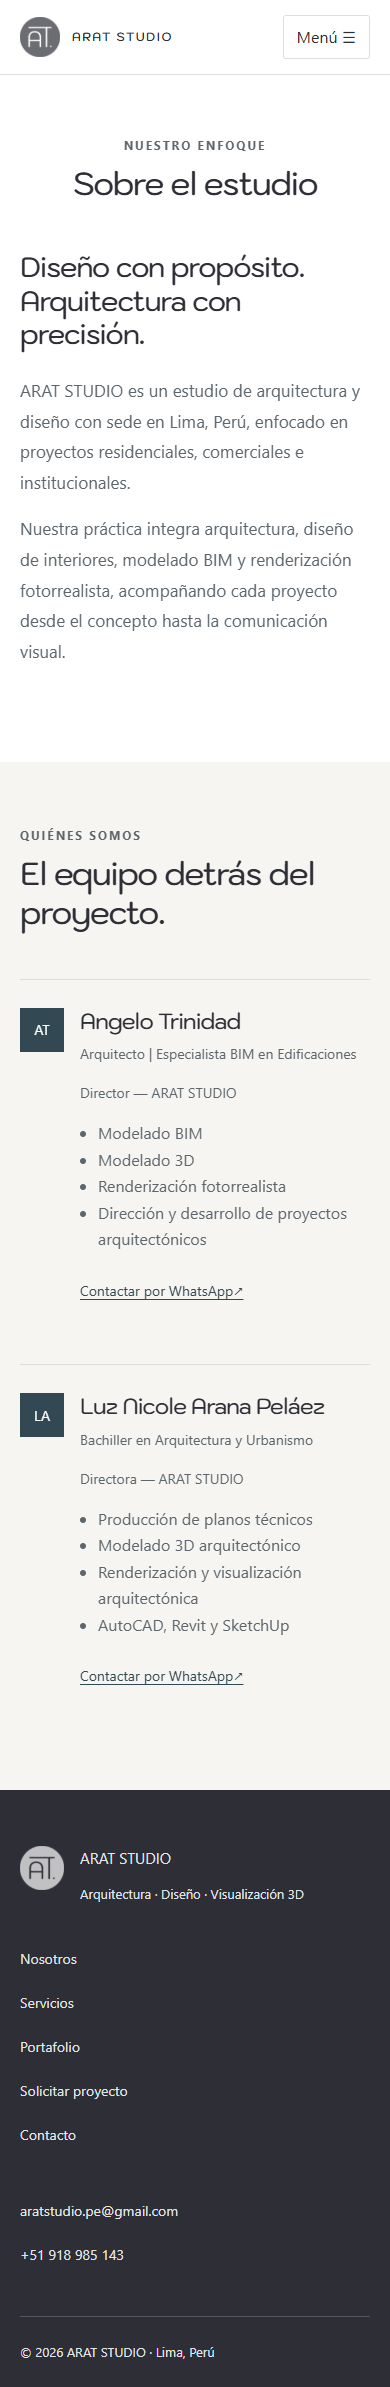 AT.
ARAT STUDIO
Menú ☰
NUESTRO ENFOQUE
Sobre el estudio
Diseño con propósito.
Arquitectura con
precisión.
ARAT STUDIO es un estudio de arquitectura y
diseño con sede en Lima, Perú, enfocado en
proyectos residenciales, comerciales e
institucionales.
Nuestra práctica integra arquitectura, diseño
de interiores, modelado BIM y renderización
fotorrealista, acompañando cada proyecto
desde el concepto hasta la comunicación
visual.
QUIÉNES SOMOS
El equipo detrás del
proyecto.
AT
Angelo Trinidad
Arquitecto | Especialista BIM en Edificaciones
Director — ARAT STUDIO
• Modelado BIM
• Modelado 3D
• Renderización fotorrealista
• Dirección y desarrollo de proyectos
arquitectónicos
Contactar por WhatsApp↗
LA
Luz Nicole Arana Peláez
Bachiller en Arquitectura y Urbanismo
Directora — ARAT STUDIO
• Producción de planos técnicos
• Modelado 3D arquitectónico
• Renderización y visualización
arquitectónica
• AutoCAD, Revit y SketchUp
Contactar por WhatsApp↗
AT.
ARAT STUDIO
Arquitectura · Diseño · Visualización 3D
Nosotros
Servicios
Portafolio
Solicitar proyecto
Contacto
aratstudio.pe@gmail.com
+51 918 985 143
© 2026 ARAT STUDIO · Lima, Perú